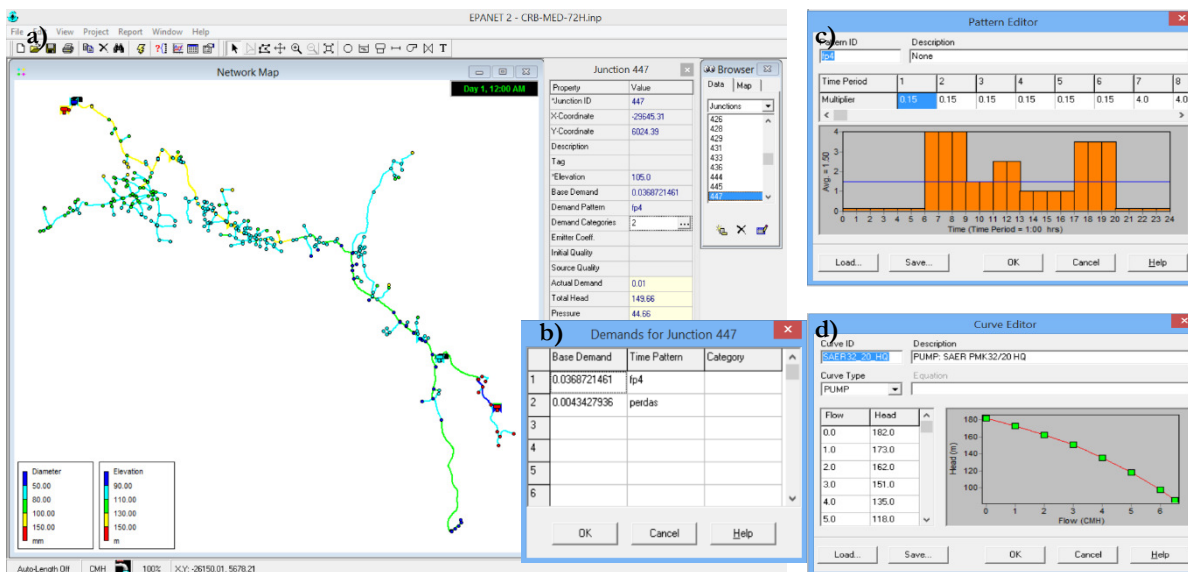 EPANET 2 - CRB-MED-72H.inp
a)
File Edit View Project Report Window Help
Network Map
Day 1, 12:00 AM
Diameter
50.00
80.00
100.00
150.00
mm
Elevation
90.00
110.00
130.00
150.00
m
Auto-Length Off CMH 100% X,Y: -26150.01, 5678.21
Junction 447
Property Value
*Junction ID 447
X-Coordinate -29645.31
Y-Coordinate 6024.39
Description
Tag
*Elevation 105.0
Base Demand 0.0368721461
Demand Pattern fp4
Demand Categories 2 ...
Emitter Coeff.
Initial Quality
Source Quality
Actual Demand 0.01
Total Head 149.66
Pressure 44.66
Browser
Data Map
Junctions
426
428
429
431
433
436
444
445
447
b)
Demands for Junction 447
Base Demand Time Pattern Category
1 0.0368721461 fp4
2 0.0043427936 perdas
3
4
5
6
OK Cancel Help
c)
Pattern Editor
Pattern ID Description
fp4 None
Time Period 1 2 3 4 5 6 7 8
Multiplier 0.15 0.15 0.15 0.15 0.15 0.15 4.0 4.0
Avg. = 1.50
4
3
2
1
0
0 1 2 3 4 5 6 7 8 9 10 11 12 13 14 15 16 17 18 19 20 21 22 23 24
Time (Time Period = 1:00 hrs)
Load... Save... OK Cancel Help
d)
Curve Editor
Curve ID Description
SAER32_20_HQ PUMP: SAER PMK32/20 HQ
Curve Type Equation
PUMP
Flow Head
0.0 182.0
1.0 173.0
2.0 162.0
3.0 151.0
4.0 135.0
5.0 118.0
Head (m)
180
160
140
120
100
0 1 2 3 4 5 6
Flow (CMH)
Load... Save... OK Cancel Help